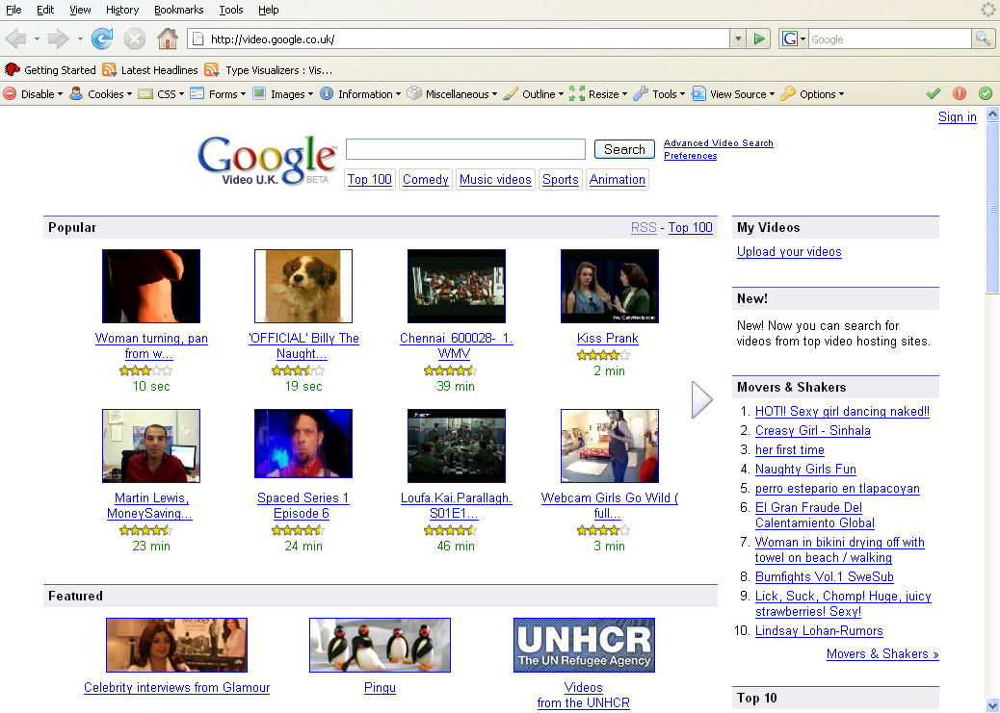 File Edit View History Bookmarks Tools Help
http://video.google.co.uk/
G Google
Getting Started Latest Headlines Type Visualizers : Vis...
Disable Cookies CSS Forms Images Information Miscellaneous Outline Resize Tools View Source Options
Sign in
Google
Video U.K. BETA
Search
Advanced Video Search
Preferences
Top 100 Comedy Music videos Sports Animation
Popular
RSS - Top 100
Woman turning, pan
from w...
10 sec
'OFFICIAL' Billy The
Naught...
19 sec
Chennai 600028- 1.
WMV
39 min
Kiss Prank
2 min
Martin Lewis,
MoneySaving...
23 min
Spaced Series 1
Episode 6
24 min
Loufa.Kai.Parallagh.
S01E1...
46 min
Webcam Girls Go Wild (
full...
3 min
Featured
Celebrity interviews from Glamour
Pingu
UNHCR
The UN Refugee Agency
Videos
from the UNHCR
My Videos
Upload your videos
New!
New! Now you can search for
videos from top video hosting sites.
Movers & Shakers
1. HOT!! Sexy girl dancing naked!!
2. Creasy Girl - Sinhala
3. her first time
4. Naughty Girls Fun
5. perro estepario en tlapacoyan
6. El Gran Fraude Del
Calentamiento Global
7. Woman in bikini drying off with
towel on beach / walking
8. Bumfights Vol.1 SweSub
9. Lick, Suck, Chomp! Huge, juicy
strawberries! Sexy!
10. Lindsay Lohan-Rumors
Movers & Shakers »
Top 10